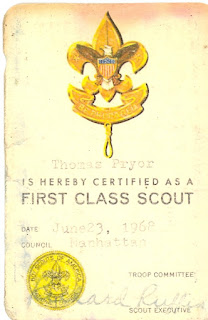 Thomas Pryor
IS HEREBY CERTIFIED AS A
FIRST CLASS SCOUT
DATE June 23, 1968
COUNCIL Manhattan
TROOP COMMITTEE
SCOUT EXECUTIVE